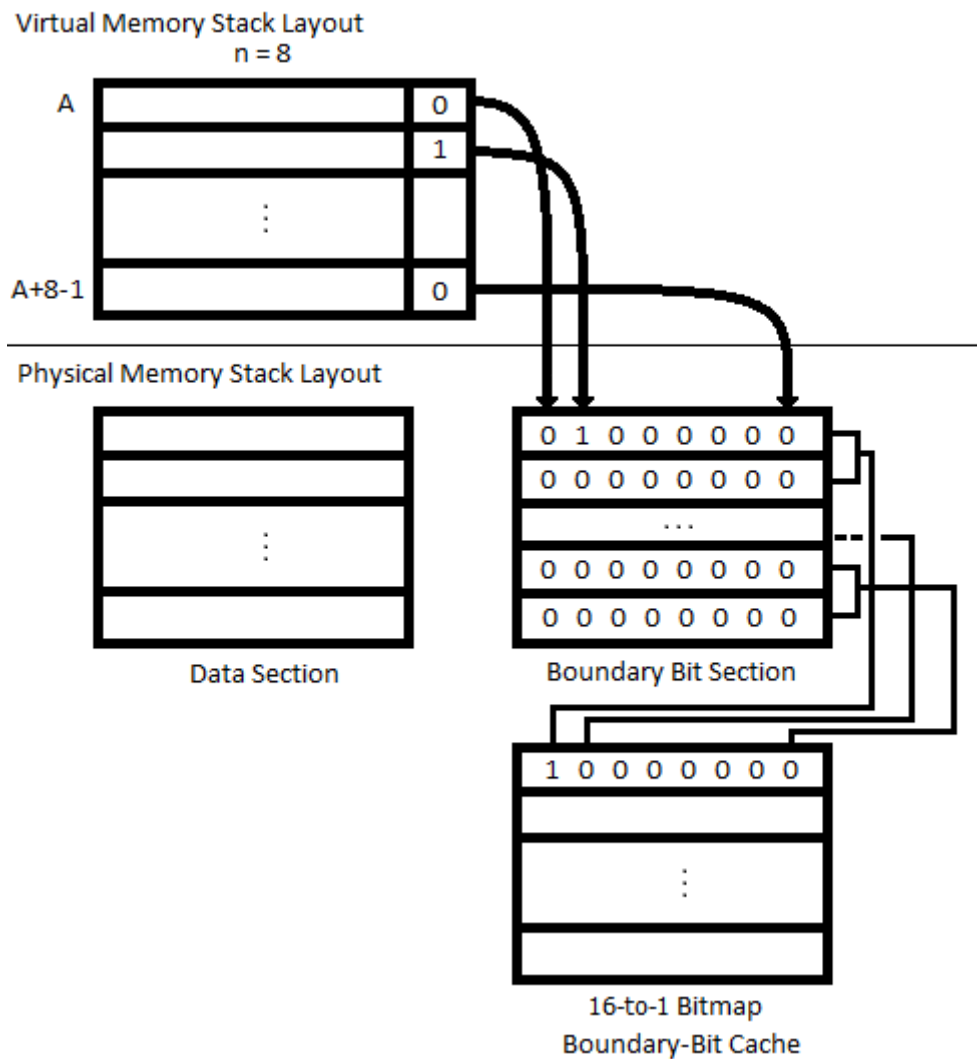 Virtual Memory Stack Layout
n = 8
A
0
1
⋮
A+8-1
0
Physical Memory Stack Layout
0 1 0 0 0 0 0 0
0 0 0 0 0 0 0 0
...
⋮
0 0 0 0 0 0 0 0
0 0 0 0 0 0 0 0
Data Section
Boundary Bit Section
1 0 0 0 0 0 0 0
⋮
16-to-1 Bitmap
Boundary-Bit Cache